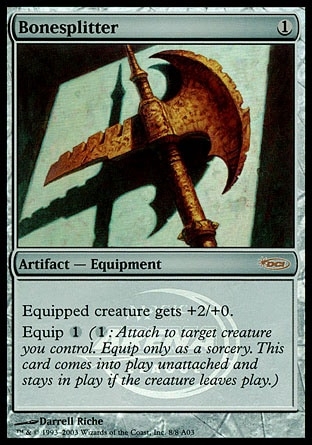 Bonesplitter 1
Artifact — Equipment
DCI
Equipped creature gets +2/+0.
Equip 1 (1: Attach to target creature
you control. Equip only as a sorcery. This
card comes into play unattached and
stays in play if the creature leaves play.)
Darrell Riche
™ & © 1993–2003 Wizards of the Coast, Inc. 8/8 A03